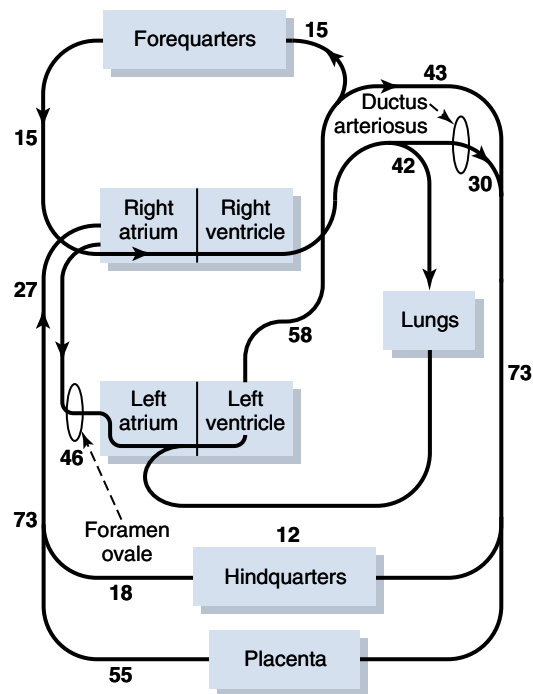 Forequarters
15
43
Ductus
arteriosus
15
42
30
Right
atrium
Right
ventricle
27
Lungs
58
73
Left
atrium
Left
ventricle
46
73
Foramen
ovale
12
Hindquarters
18
Placenta
55